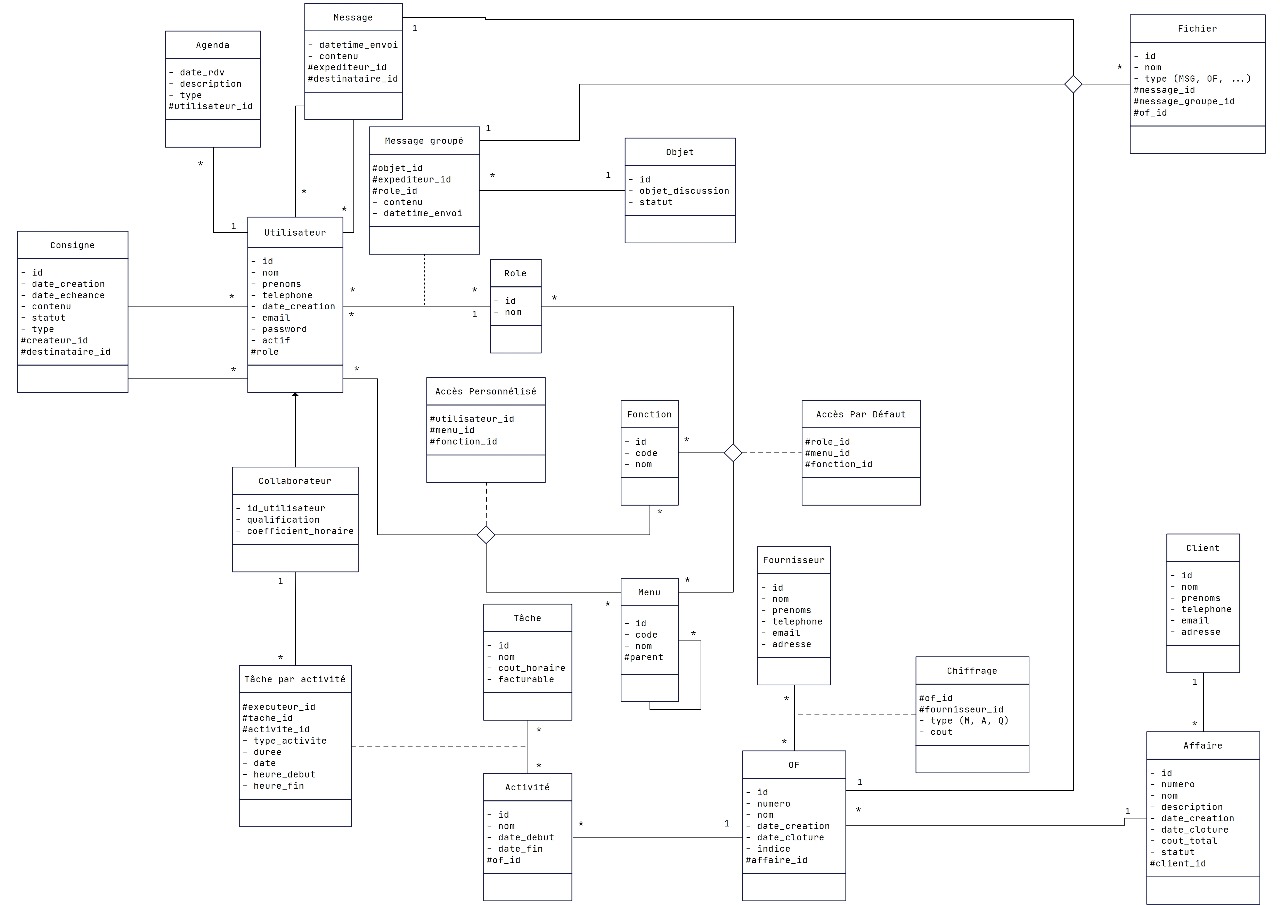 Message
- datetime_envoi
- contenu
#expediteur_id
#destinataire_id
1
Agenda
- date_rdv
- description
- type
#utilisateur_id
*
1
Fichier
- id
- nom
- type (MSG, OF, ...)
#message_id
#message_groupe_id
#of_id
*
Message groupé
#objet_id
#expediteur_id
#role_id
- contenu
- datetime_envoi
1
*
1
Objet
- id
- objet_discussion
- statut
*
*
Utilisateur
- id
- nom
- prenoms
- telephone
- date_creation
- email
- password
- actif
#role
Consigne
- id
- date_creation
- date_echeance
- contenu
- statut
- type
#createur_id
#destinataire_id
*
*
*
*
*
1
Role
- id
- nom
*
*
Accès Personnélisé
#utilisateur_id
#menu_id
#fonction_id
Fonction
- id
- code
- nom
*
*
Accès Par Défaut
#role_id
#menu_id
#fonction_id
Collaborateur
- id_utilisateur
- qualification
- coefficient_horaire
1
*
Menu
- id
- code
- nom
#parent
*
*
*
Fournisseur
- id
- nom
- prenoms
- telephone
- email
- adresse
*
*
Client
- id
- nom
- prenoms
- telephone
- email
- adresse
1
*
Tâche
- id
- nom
- cout_horaire
- facturable
*
*
Tâche par activité
#executeur_id
#tache_id
#activite_id
- type_activite
- duree
- date
- heure_debut
- heure_fin
Chiffrage
#of_id
#fournisseur_id
- type (M, A, Q)
- cout
Activité
- id
- nom
- date_debut
- date_fin
#of_id
*
1
OF
- id
- numero
- nom
- date_creation
- date_cloture
- indice
#affaire_id
1
*
1
Affaire
- id
- numero
- nom
- description
- date_creation
- date_cloture
- cout_total
- statut
#client_id